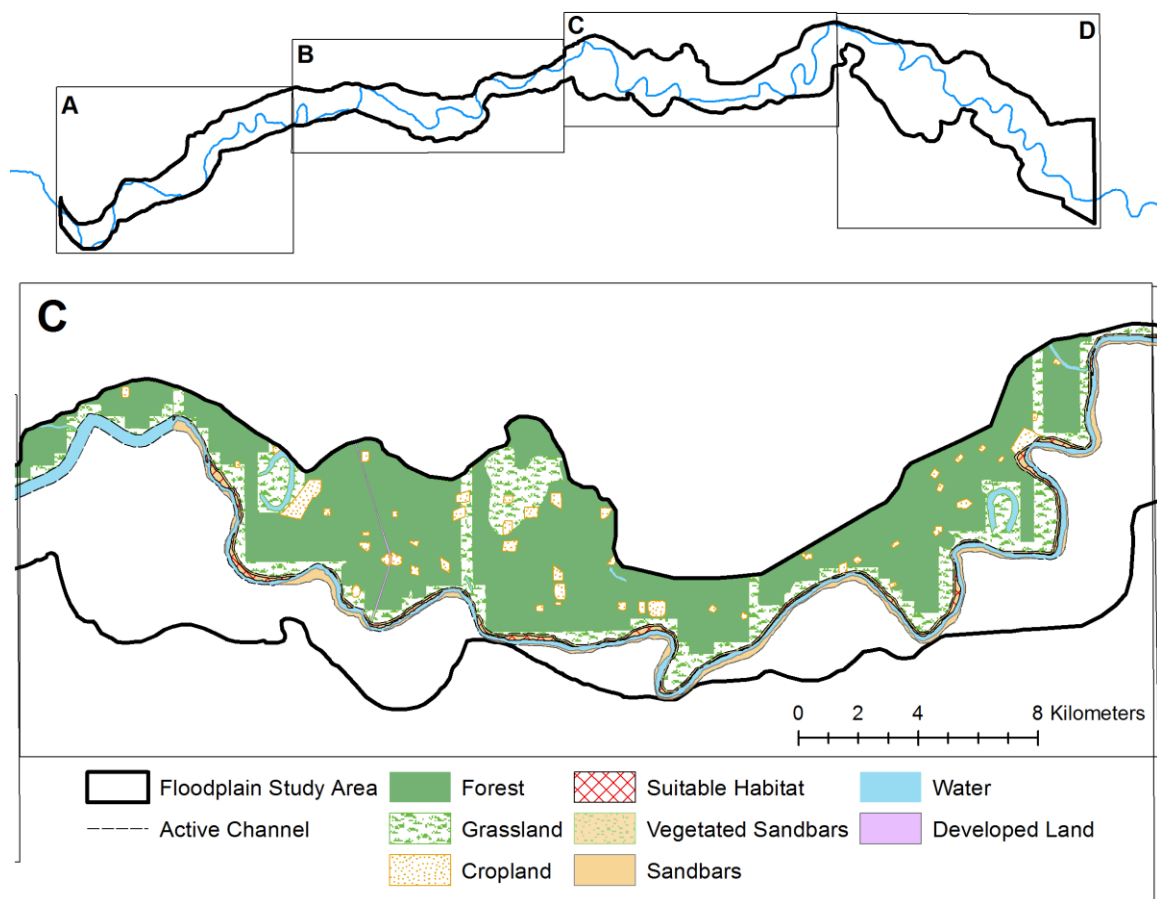 A
B
C
D
C
0 2 4 8 Kilometers
Floodplain Study Area
Forest
Suitable Habitat
Water
Active Channel
Grassland
Vegetated Sandbars
Developed Land
Cropland
Sandbars